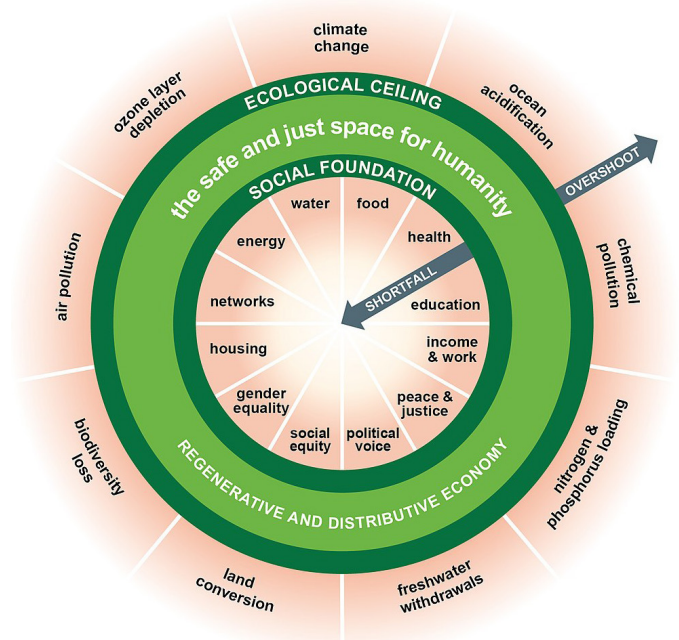 climate
change
ozone layer
depletion
ocean
acidification
ECOLOGICAL CEILING
the safe and just space for humanity
OVERSHOOT
SOCIAL FOUNDATION
water
food
energy
health
networks
SHORTFALL
education
housing
income
& work
gender
equality
peace &
justice
social
equity
political
voice
air pollution
chemical
pollution
REGENERATIVE AND DISTRIBUTIVE ECONOMY
biodiversity
loss
nitrogen &
phosphorus loading
land
conversion
freshwater
withdrawals